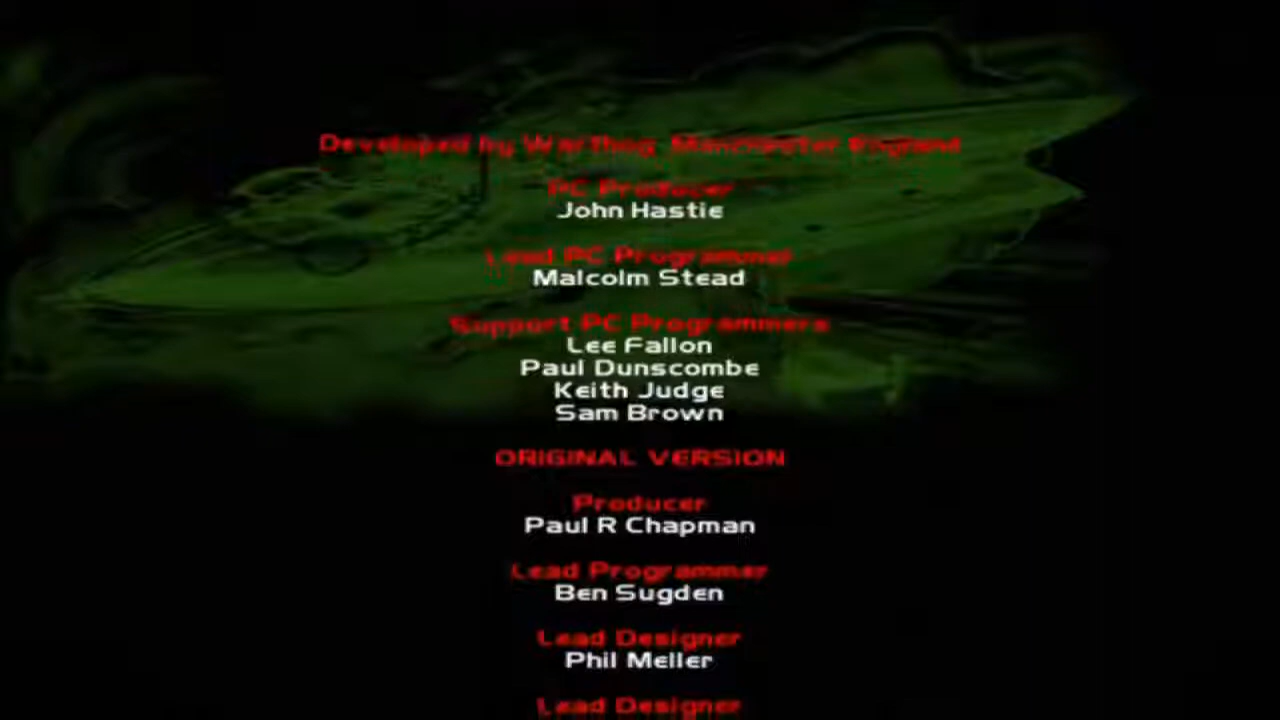 Developed by Warthog, Manchester England
PC Producer
John Hastie
Lead PC Programmer
Malcolm Stead
Support PC Programmers
Lee Fallon
Paul Dunscombe
Keith Judge
Sam Brown
ORIGINAL VERSION
Producer
Paul R Chapman
Lead Programmer
Ben Sugden
Lead Designer
Phil Meller
Lead Designer